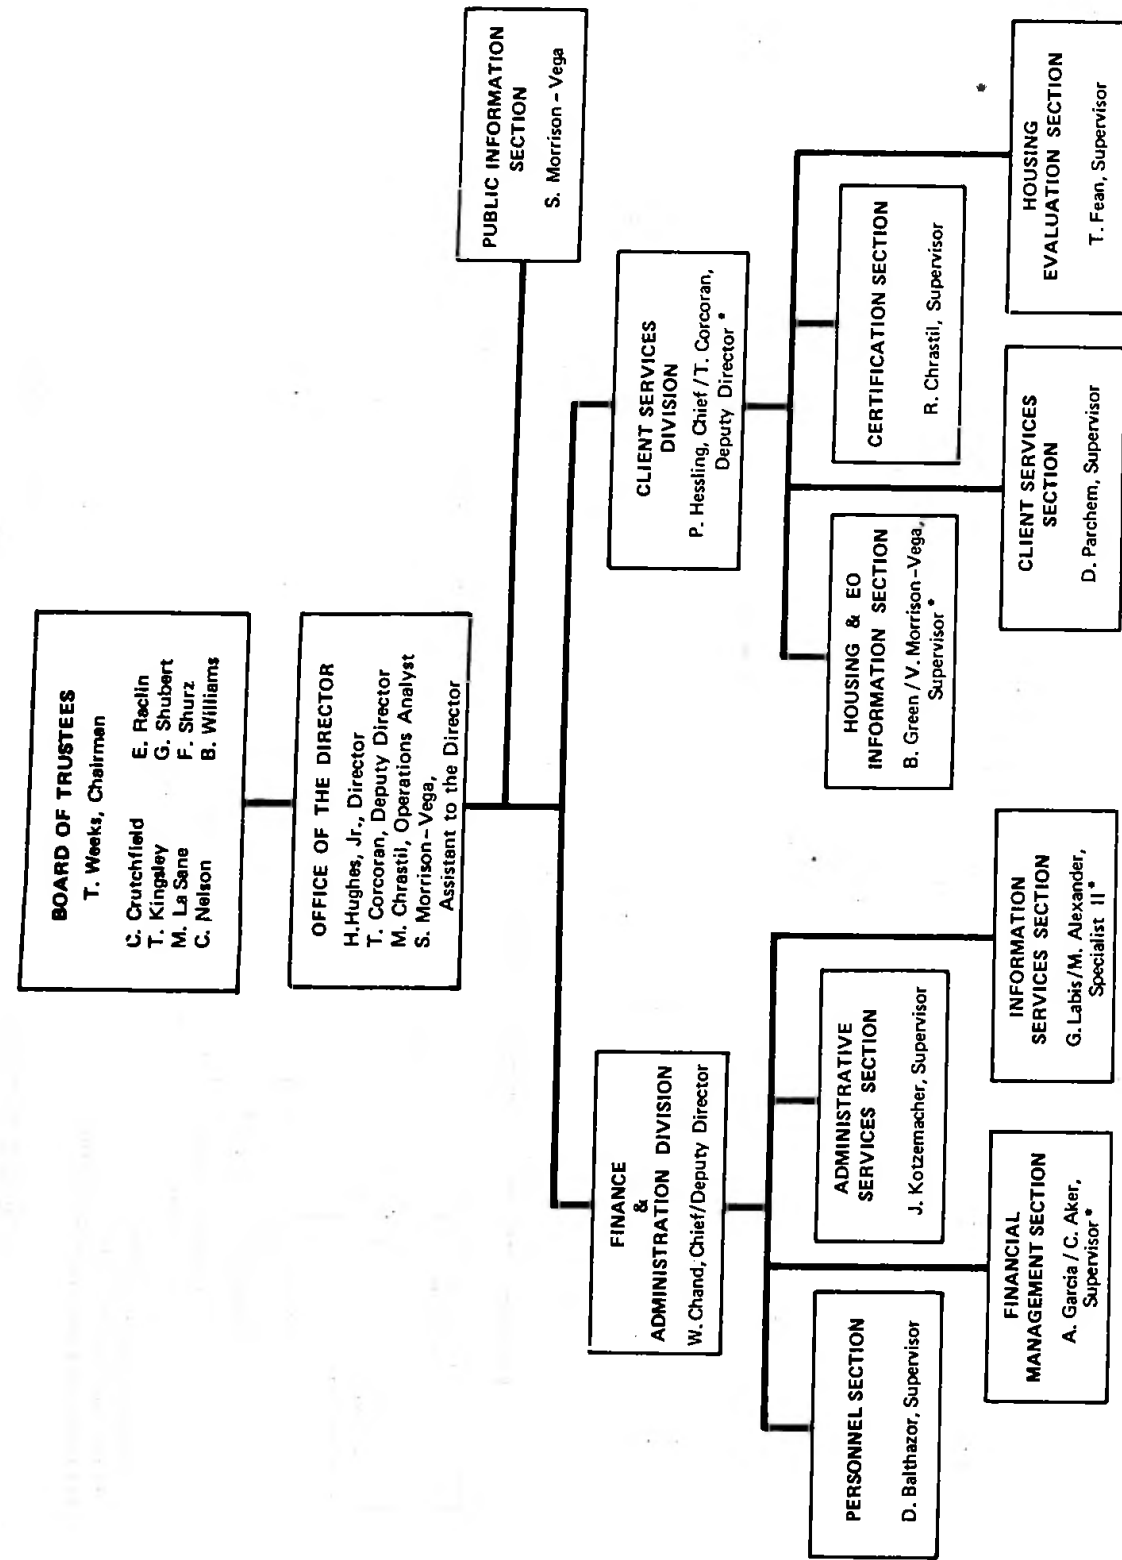 BOARD OF TRUSTEES
T. Weeks, Chairman
C. Crutchfield
T. Kingsley
M. La Sane
C. Nelson
E. Raclin
G. Shubert
F. Shurz
B. Williams
OFFICE OF THE DIRECTOR
H.Hughes, Jr., Director
T. Corcoran, Deputy Director
M. Chrastil, Operations Analyst
S. Morrison-Vega,
Assistant to the Director
PUBLIC INFORMATION
SECTION
S. Morrison - Vega
FINANCE
&
ADMINISTRATION DIVISION
W. Chand, Chief/Deputy Director
CLIENT SERVICES
DIVISION
P. Hessling, Chief / T. Corcoran,
Deputy Director *
PERSONNEL SECTION
D. Balthazor, Supervisor
ADMINISTRATIVE
SERVICES SECTION
J. Kotzemacher, Supervisor
FINANCIAL
MANAGEMENT SECTION
A. Garcia / C. Aker,
Supervisor*
INFORMATION
SERVICES SECTION
G. Labis/M. Alexander,
Specialist II*
HOUSING & EO
INFORMATION SECTION
B. Green / V. Morrison-Vega,
Supervisor*
CERTIFICATION SECTION
R. Chrastil, Supervisor
CLIENT SERVICES
SECTION
D. Parchem, Supervisor
HOUSING
EVALUATION SECTION
T. Fean, Supervisor